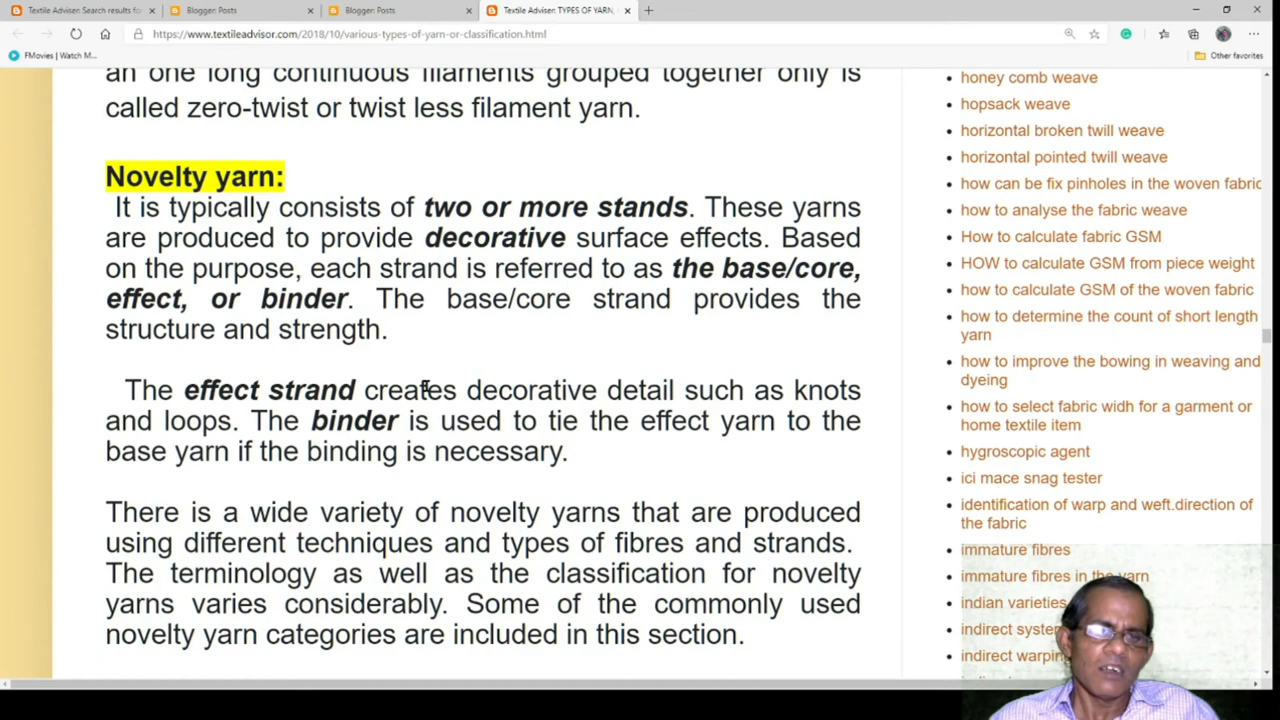 Textile Adviser: Search results fo
Blogger: Posts
Blogger: Posts
Textile Adviser: TYPES OF YARN,
https://www.textileadvisor.com/2018/10/various-types-of-yarn-or-classification.html
FMovies | Watch M...
Other favorites
an one long continuous filaments grouped together only is
called zero-twist or twist less filament yarn.
Novelty yarn:
It is typically consists of two or more stands. These yarns
are produced to provide decorative surface effects. Based
on the purpose, each strand is referred to as the base/core,
effect, or binder. The base/core strand provides the
structure and strength.
The effect strand creates decorative detail such as knots
and loops. The binder is used to tie the effect yarn to the
base yarn if the binding is necessary.
There is a wide variety of novelty yarns that are produced
using different techniques and types of fibres and strands.
The terminology as well as the classification for novelty
yarns varies considerably. Some of the commonly used
novelty yarn categories are included in this section.
honey comb weave
hopsack weave
horizontal broken twill weave
horizontal pointed twill weave
how can be fix pinholes in the woven fabric
how to analyse the fabric weave
How to calculate fabric GSM
HOW to calculate GSM from piece weight
how to calculate GSM of the woven fabric
how to determine the count of short length
yarn
how to improve the bowing in weaving and
dyeing
how to select fabric widh for a garment or
home textile item
hygroscopic agent
ici mace snag tester
identification of warp and weft.direction of
the fabric
immature fibres
immature fibres in the yarn
indian varieties
indirect syste
indirect warpin